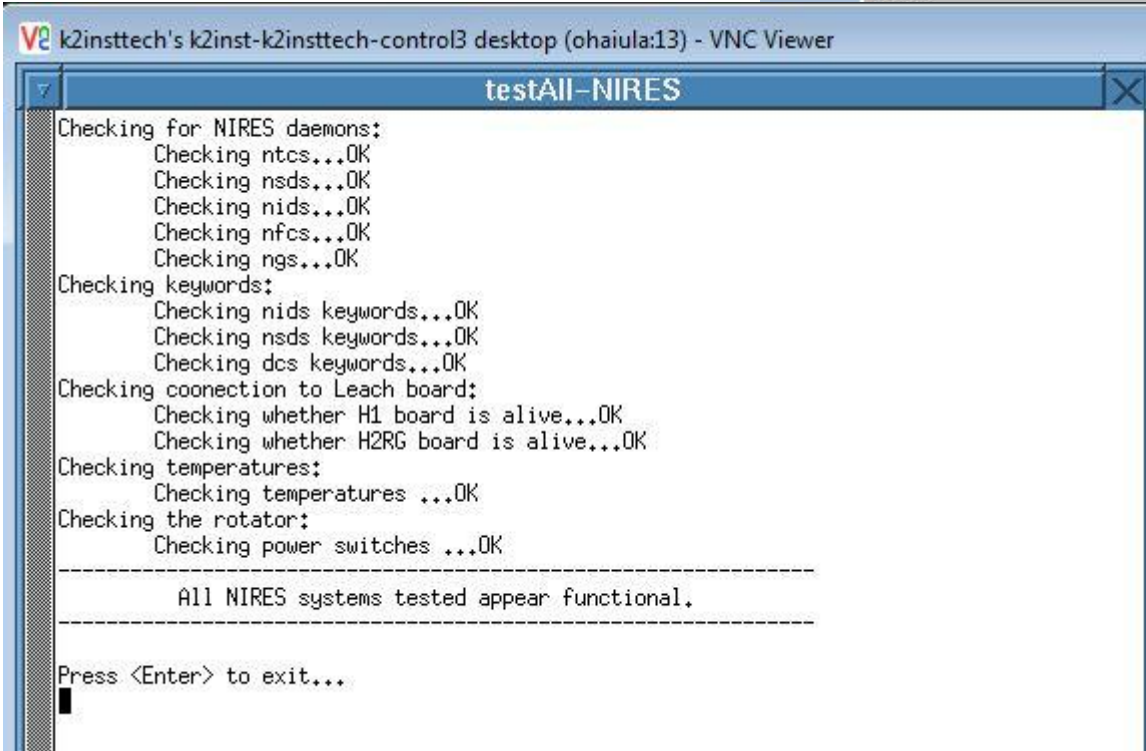 V2 k2insttech's k2inst-k2insttech-control3 desktop (ohaiula:13) - VNC Viewer
testAll-NIRES
Checking for NIRES daemons:
Checking ntcs...OK
Checking nsds...OK
Checking nids...OK
Checking nfcs...OK
Checking ngs...OK
Checking keywords:
Checking nids keywords...OK
Checking nsds keywords...OK
Checking dcs keywords...OK
Checking coonection to Leach board:
Checking whether H1 board is alive...OK
Checking whether H2RG board is alive...OK
Checking temperatures:
Checking temperatures ...OK
Checking the rotator:
Checking power switches ...OK
---------------------------------------------------------------
All NIRES systems tested appear functional.
---------------------------------------------------------------
Press <Enter> to exit...